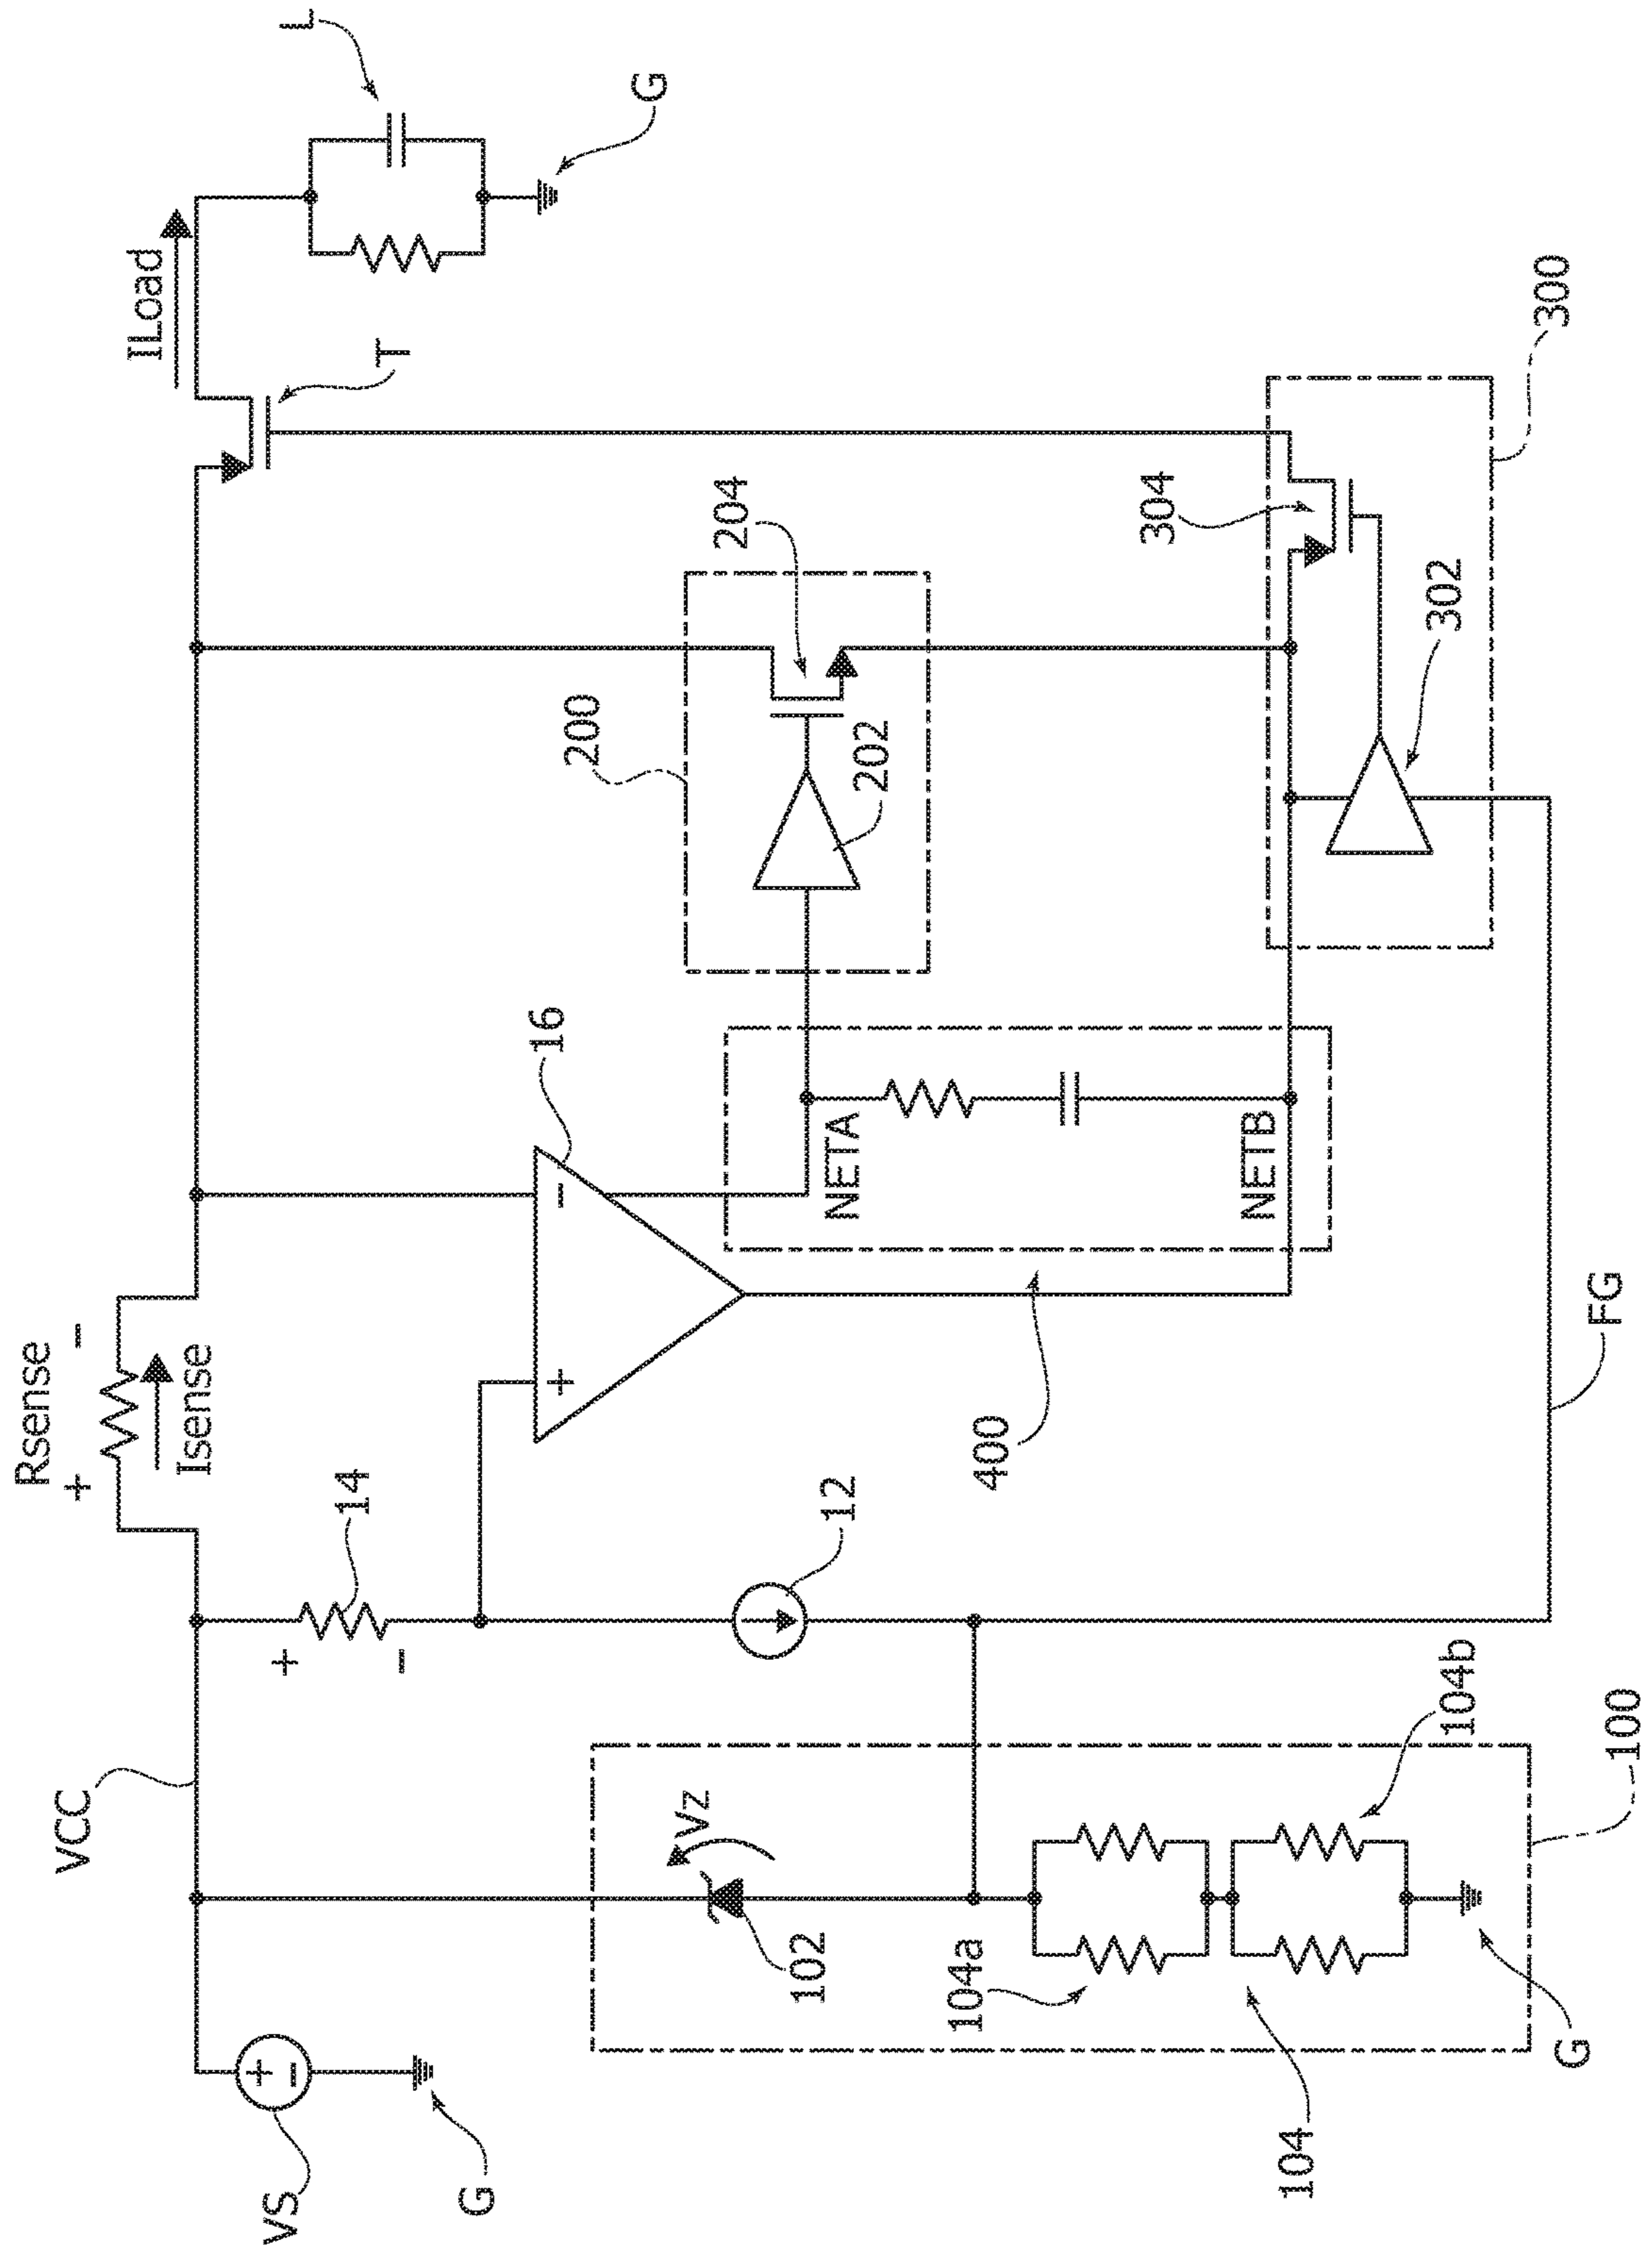 VS
G
VCC
102
Vz
104a
104
104b
G
100
14
12
Rsense
+ -
Isense
+
-
+
-
16
+
-
400
NETA
NETB
FG
200
202
204
302
304
300
T
ILoad
L
G